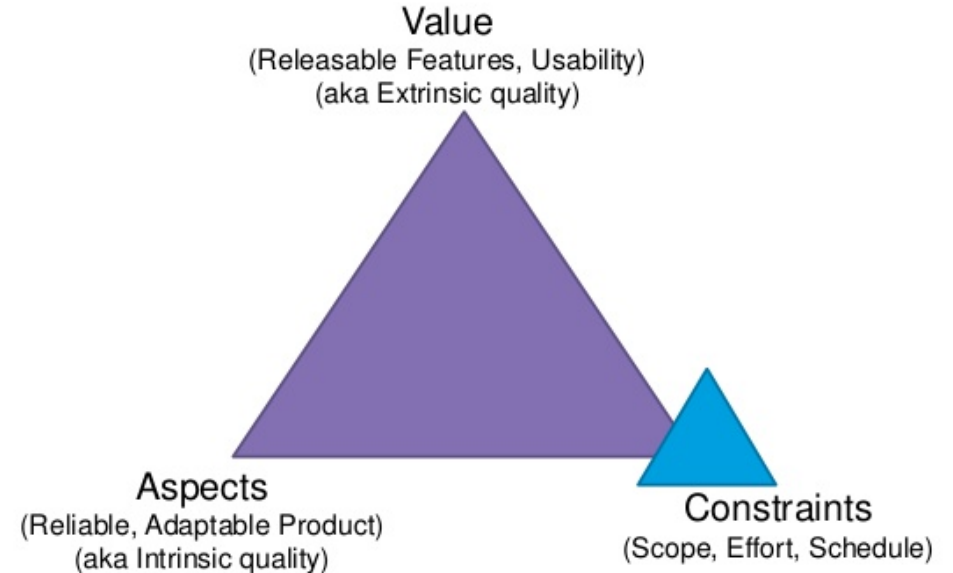 Value
(Releasable Features, Usability)
(aka Extrinsic quality)
Aspects
(Reliable, Adaptable Product)
(aka Intrinsic quality)
Constraints
(Scope, Effort, Schedule)